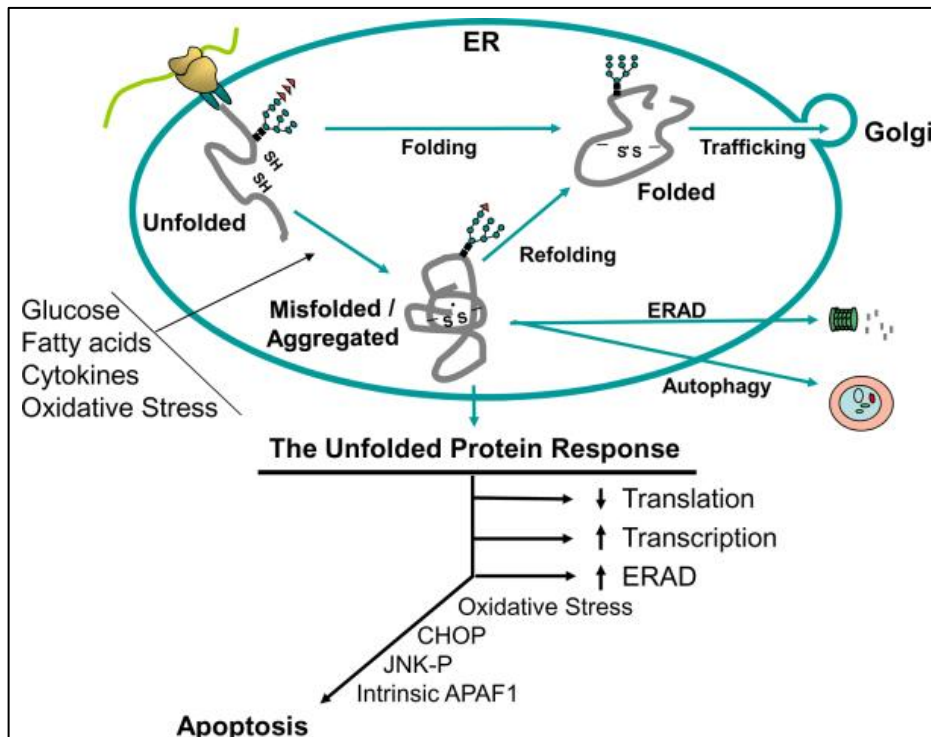 ER
SH
SH
Unfolded
Folding
S S
Folded
Trafficking
Golgi
Refolding
Misfolded /
Aggregated
S S
Glucose
Fatty acids
Cytokines
Oxidative Stress
ERAD
Autophagy
The Unfolded Protein Response
↓ Translation
↑ Transcription
↑ ERAD
Oxidative Stress
CHOP
JNK-P
Intrinsic APAF1
Apoptosis